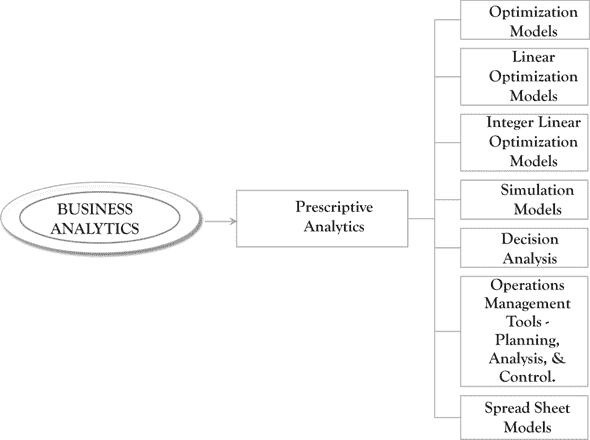 BUSINESS
ANALYTICS
Prescriptive
Analytics
Optimization
Models
Linear
Optimization
Models
Integer Linear
Optimization
Models
Simulation
Models
Decision
Analysis
Operations
Management
Tools -
Planning,
Analysis, &
Control.
Spread Sheet
Models